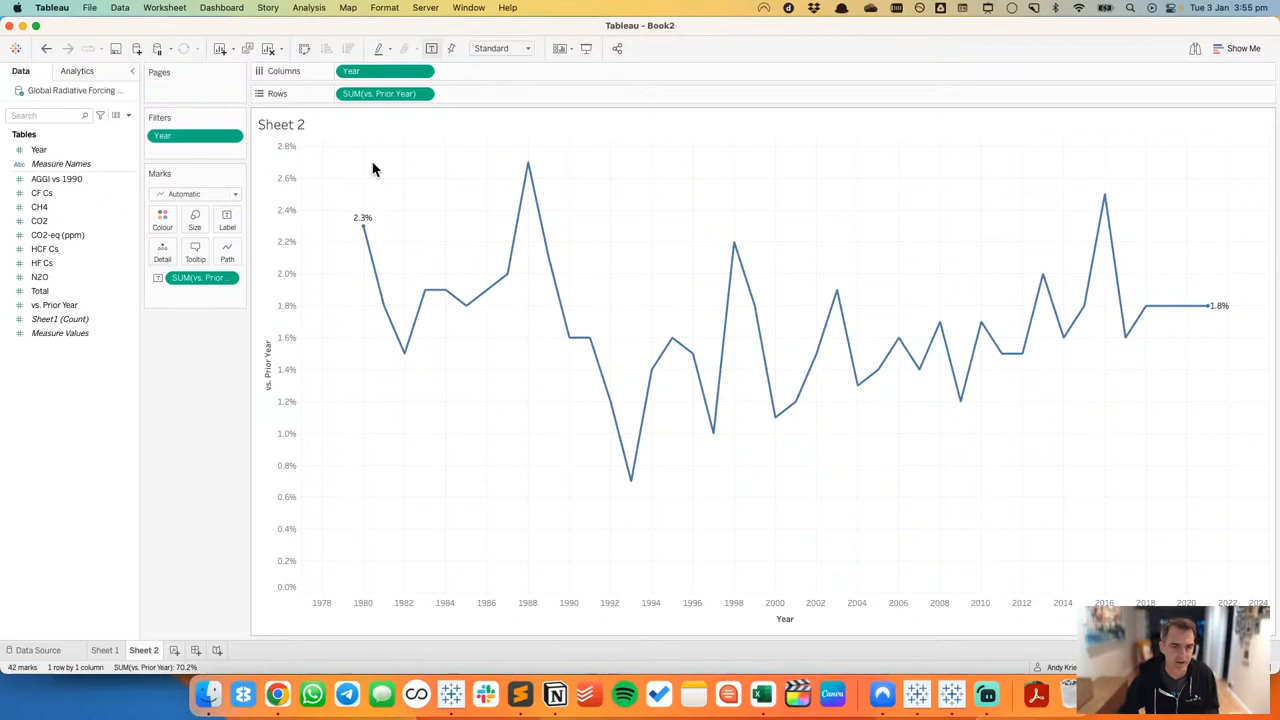 Tableau File Data Worksheet Dashboard Story Analysis Map Format Server Window Help Tue 3 Jan 3:55 pm
Tableau - Book2
Standard Show Me
Data Analytics Pages Columns Year
Global Radiative Forcing ... Rows SUM(vs. Prior Year)
Search Filters Sheet 2
Tables Year
Year
Abc Measure Names
AGGI vs 1990 Marks
CF Cs Automatic
CH4
CO2 Colour Size Label
CO2-eq (ppm)
HCF Cs Detail Tooltip Path
HF Cs
N2O SUM(vs. Prior ..
Total
vs. Prior Year
Sheet1 (Count)
Measure Values
2.8%
2.6%
2.4%
2.2%
2.0%
1.8%
1.6%
1.4%
1.2%
1.0%
0.8%
0.6%
0.4%
0.2%
0.0%
vs. Prior Year
2.3%
1.8%
1978 1980 1982 1984 1986 1988 1990 1992 1994 1996 1998 2000 2002 2004 2006 2008 2010 2012 2014 2016 2018 2020 2022 2024
Year
Data Source Sheet 1 Sheet 2
42 marks 1 row by 1 column SUM(vs. Prior Year): 70.2% Andy Krie
Canva